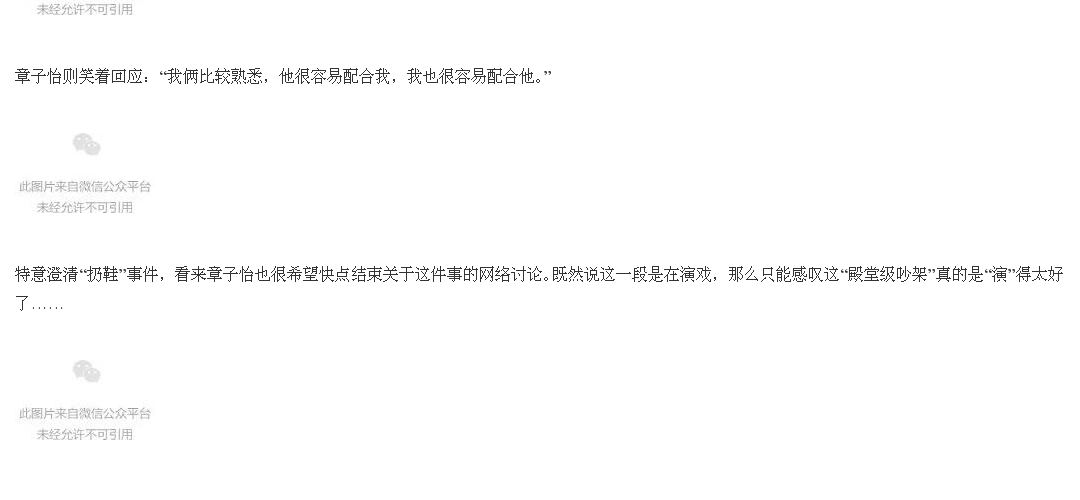 未经允许不可引用
章子怡则笑着回应：“我俩比较熟悉，他很容易配合我，我也很容易配合他。”
此图片来自微信公众平台
未经允许不可引用
特意澄清“扔鞋”事件，看来章子怡也很希望快点结束关于这件事的网络讨论。既然说这一段是在演戏，那么只能感叹这“殿堂级吵架”真的是“演”得太好
了……
此图片来自微信公众平台
未经允许不可引用